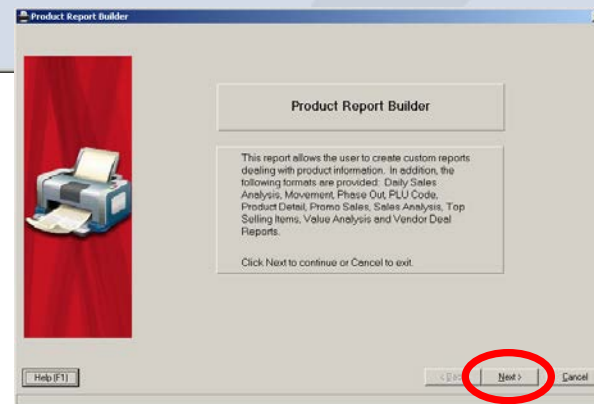 Product Report Builder
Product Report Builder
This report allows the user to create custom reports
dealing with product information. In addition, the
following formats are provided: Daily Sales
Analysis, Movement, Phase Out, PLU Code,
Product Detail, Promo Sales, Sales Analysis, Top
Selling Items, Value Analysis and Vendor Deal
Reports.
Click Next to continue or Cancel to exit.
Help (F1)
Next >
Cancel